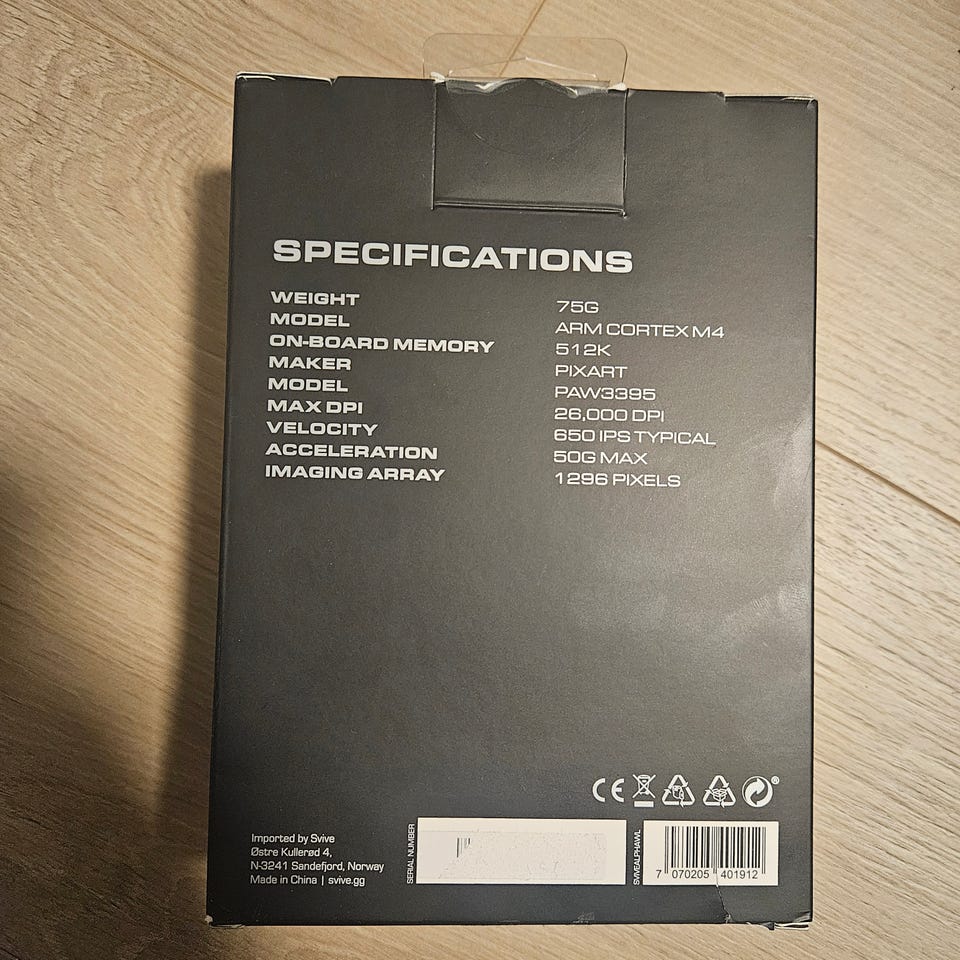 SPECIFICATIONS
WEIGHT 75G
MODEL ARM CORTEX M4
ON-BOARD MEMORY 512K
MAKER PIXART
MODEL PAW3395
MAX DPI 26,000 DPI
VELOCITY 650 IPS TYPICAL
ACCELERATION 50G MAX
IMAGING ARRAY 1296 PIXELS
CE
®
Imported by Svive
Østre Kullerød 4,
N-3241 Sandefjord, Norway
Made in China | svive.gg
SERIAL NUMBER
SVIVEALPHAWL
7 070205 401912